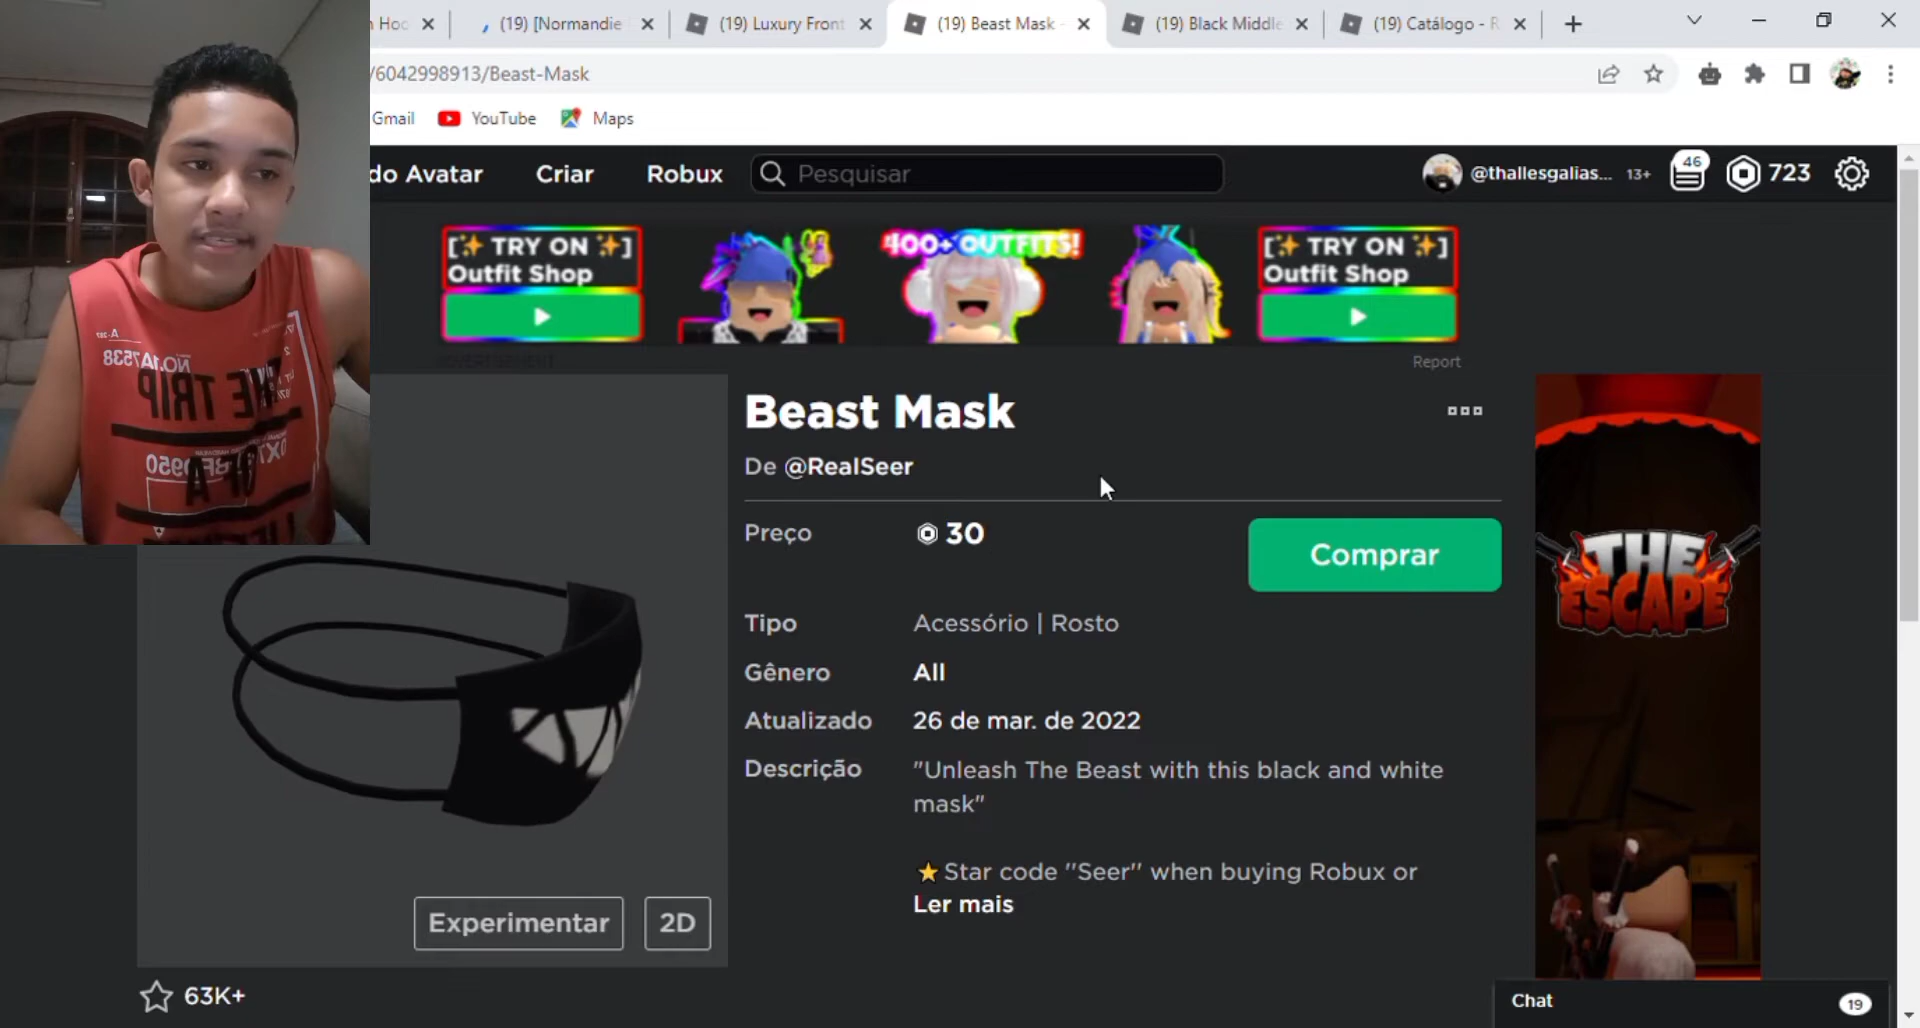 (19) [Normandie
(19) Luxury Front
(19) Beast Mask -
(19) Black Middle
(19) Catálogo - R
/6042998913/Beast-Mask
Gmail
YouTube
Maps
do Avatar
Criar
Robux
Pesquisar
@thallesgalias...
13+
46
723
[✨ TRY ON ✨]
Outfit Shop
400+ OUTFITS!
[✨ TRY ON ✨]
Outfit Shop
ADVERTISEMENT
Report
Beast Mask
De @RealSeer
Preço
30
Comprar
Tipo
Acessório | Rosto
Gênero
All
Atualizado
26 de mar. de 2022
Descrição
"Unleash The Beast with this black and white
mask"
⭐Star code "Seer" when buying Robux or
Ler mais
THE
ESCAPE
Experimentar
2D
63K+
Chat
19